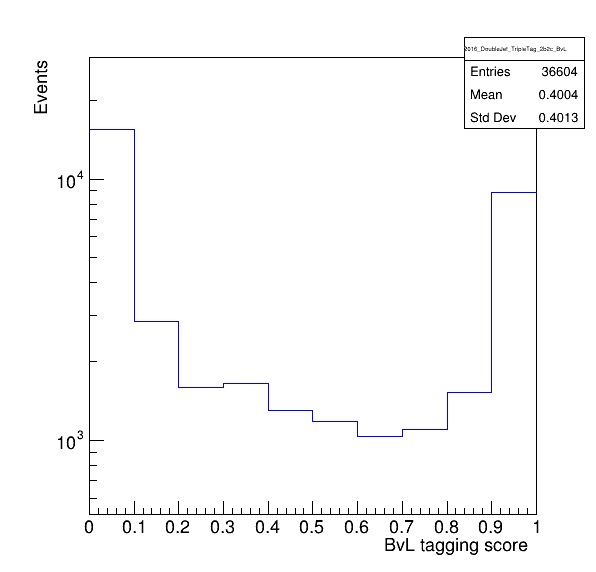 2016_DoubleJet_TripleTag_2b2c_BvL
Entries 36604
Mean 0.4004
Std Dev 0.4013
Events
10^4
10^3
0 0.1 0.2 0.3 0.4 0.5 0.6 0.7 0.8 0.9 1
BvL tagging score